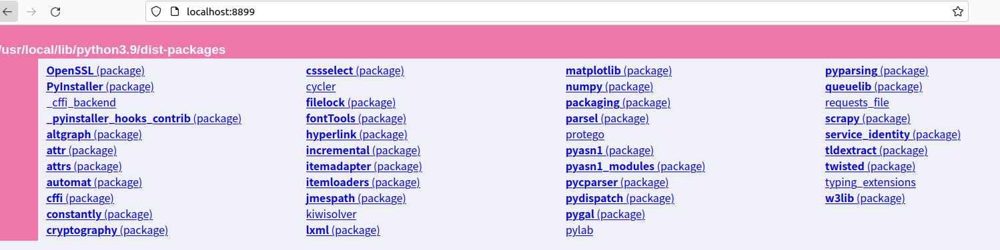 localhost:8899
/usr/local/lib/python3.9/dist-packages
OpenSSL (package)
PyInstaller (package)
_cffi_backend
_pyinstaller_hooks_contrib (package)
altgraph (package)
attr (package)
attrs (package)
automat (package)
cffi (package)
constantly (package)
cryptography (package)
cssselect (package)
cycler
filelock (package)
fontTools (package)
hyperlink (package)
incremental (package)
itemadapter (package)
itemloaders (package)
jmespath (package)
kiwisolver
lxml (package)
matplotlib (package)
numpy (package)
packaging (package)
parsel (package)
protego
pyasn1 (package)
pyasn1_modules (package)
pycparser (package)
pydispatch (package)
pygal (package)
pylab
pyparsing (package)
queuelib (package)
requests_file
scrapy (package)
service_identity (package)
tldextract (package)
twisted (package)
typing_extensions
w3lib (package)